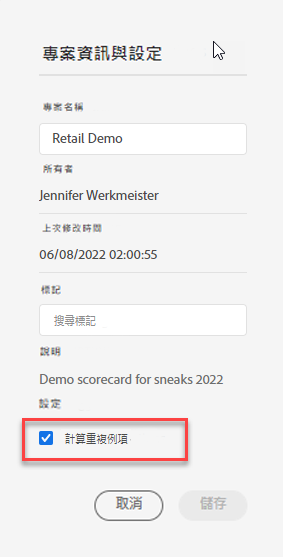 專案資訊與設定
專案名稱
Retail Demo
所有者
Jennifer Werkmeister
上次修改時間
06/08/2022 02:00:55
標記
搜尋標記
說明
Demo scorecard for sneaks 2022
設定
計算重複例項
取消 儲存